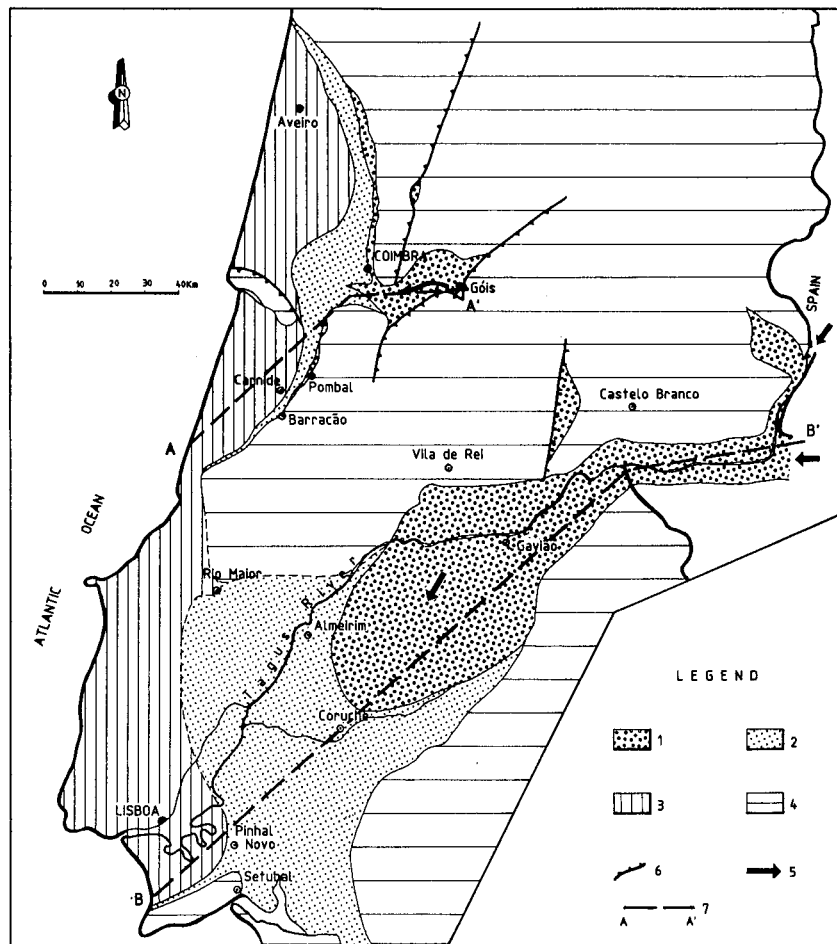 N
Aveiro
0 10 20 30 40Km
COIMBRA
Góis
A'
SPAIN
Carnide
Pombal
Barracão
Castelo Branco
A
Vila de Rei
B'
OCEAN
ATLANTIC
Gavião
Rio Maior
Tagus River
Almeirim
LEGEND
Coruche
1 2
LISBOA
3 4
Pinhal
Novo
Setubal
6 5
B
A A' 7